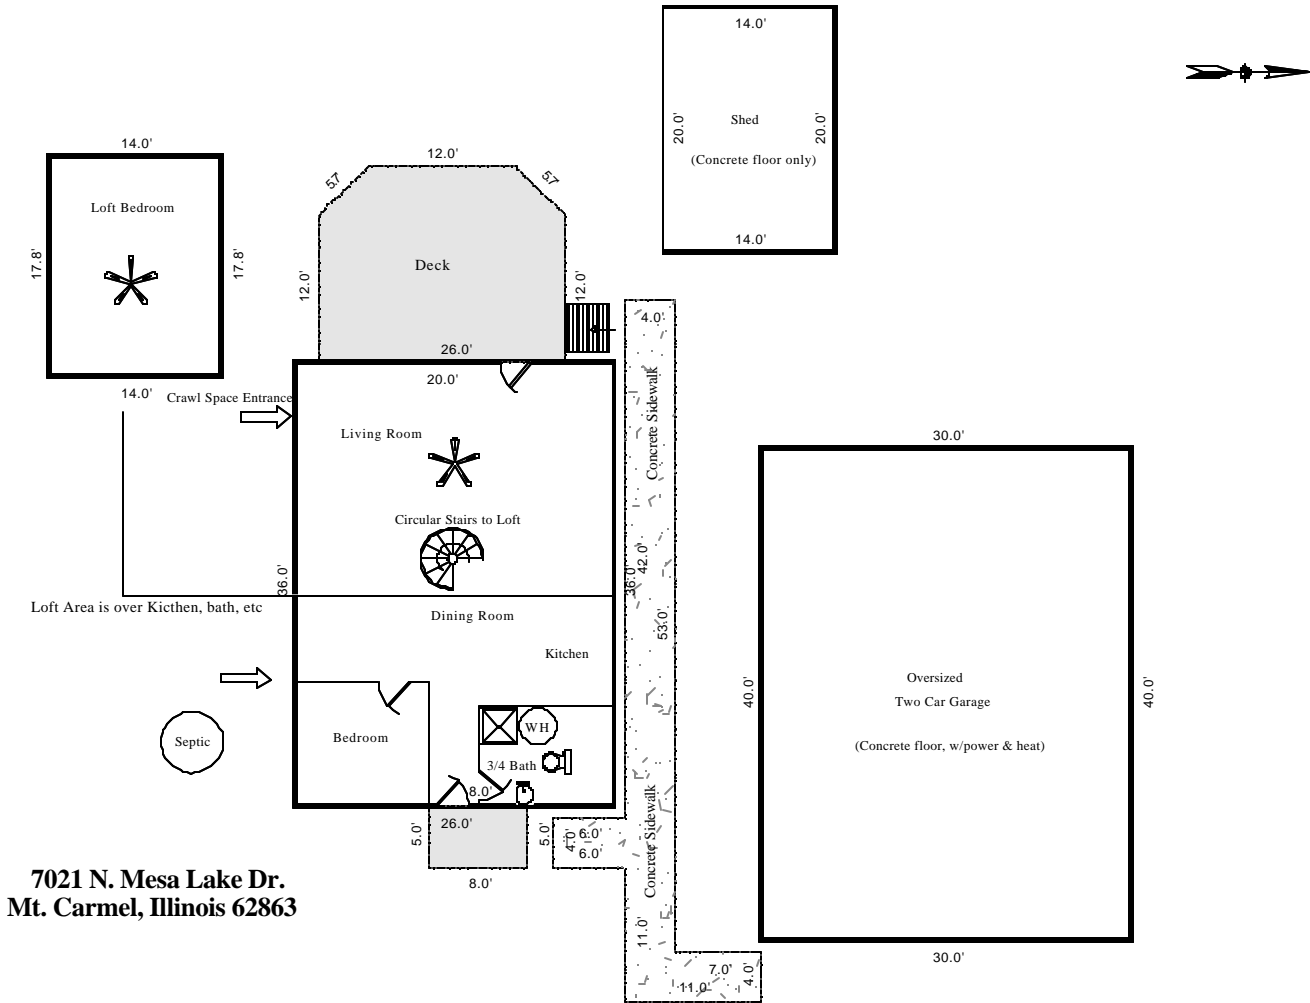 14.0'
20.0'
Shed
20.0'
(Concrete floor only)
14.0'
14.0'
Loft Bedroom
17.8'
17.8'
14.0'
12.0'
5.7
5.7
Deck
12.0'
12.0'
26.0'
20.0'
Crawl Space Entrance
Living Room
Circular Stairs to Loft
36.0'
36.0'
Loft Area is over Kicthen, bath, etc
Dining Room
Kitchen
Bedroom
WH
3/4 Bath
8.0'
Septic
26.0'
5.0'
5.0'
8.0'
4.0'
Concrete Sidewalk
42.0'
53.0'
Concrete Sidewalk
4.0'
6.0'
6.0'
11.0'
7.0'
4.0'
11.0'
30.0'
40.0'
Oversized
Two Car Garage
(Concrete floor, w/power & heat)
40.0'
30.0'
7021 N. Mesa Lake Dr.
Mt. Carmel, Illinois 62863